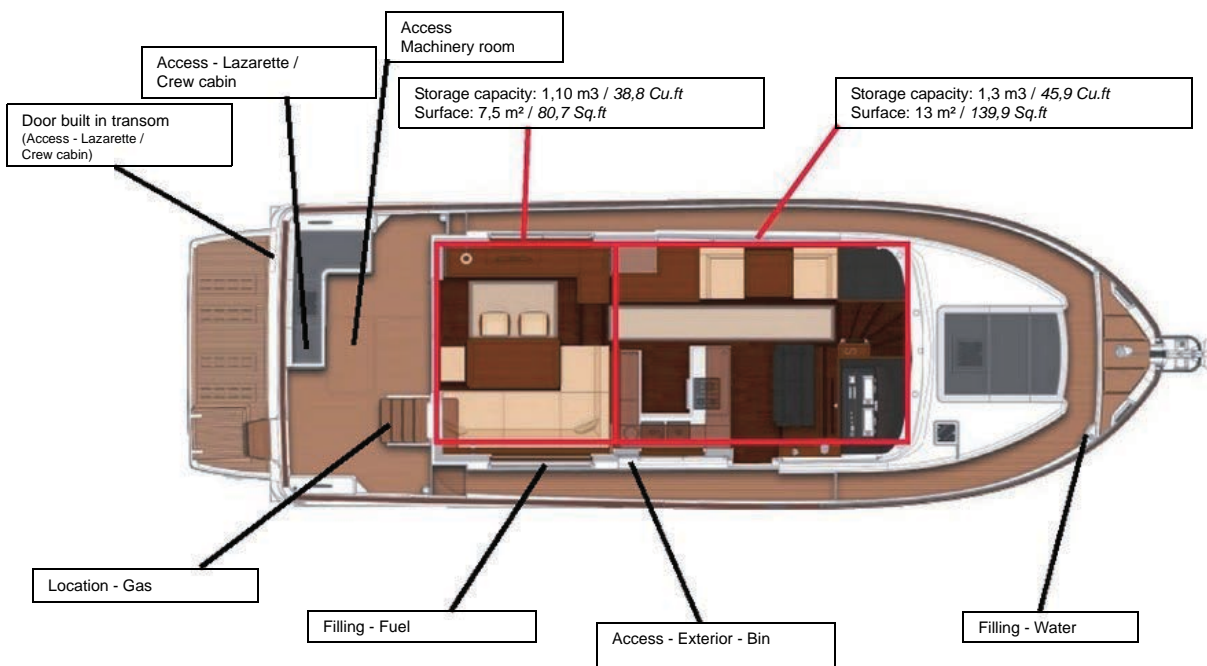 Access
Machinery room
Access - Lazarette /
Crew cabin
Storage capacity: 1,10 m3 / 38,8 Cu.ft
Surface: 7,5 m² / 80,7 Sq.ft
Storage capacity: 1,3 m3 / 45,9 Cu.ft
Surface: 13 m² / 139,9 Sq.ft
Door built in transom
(Access - Lazarette /
Crew cabin)
Location - Gas
Filling - Fuel
Access - Exterior - Bin
Filling - Water